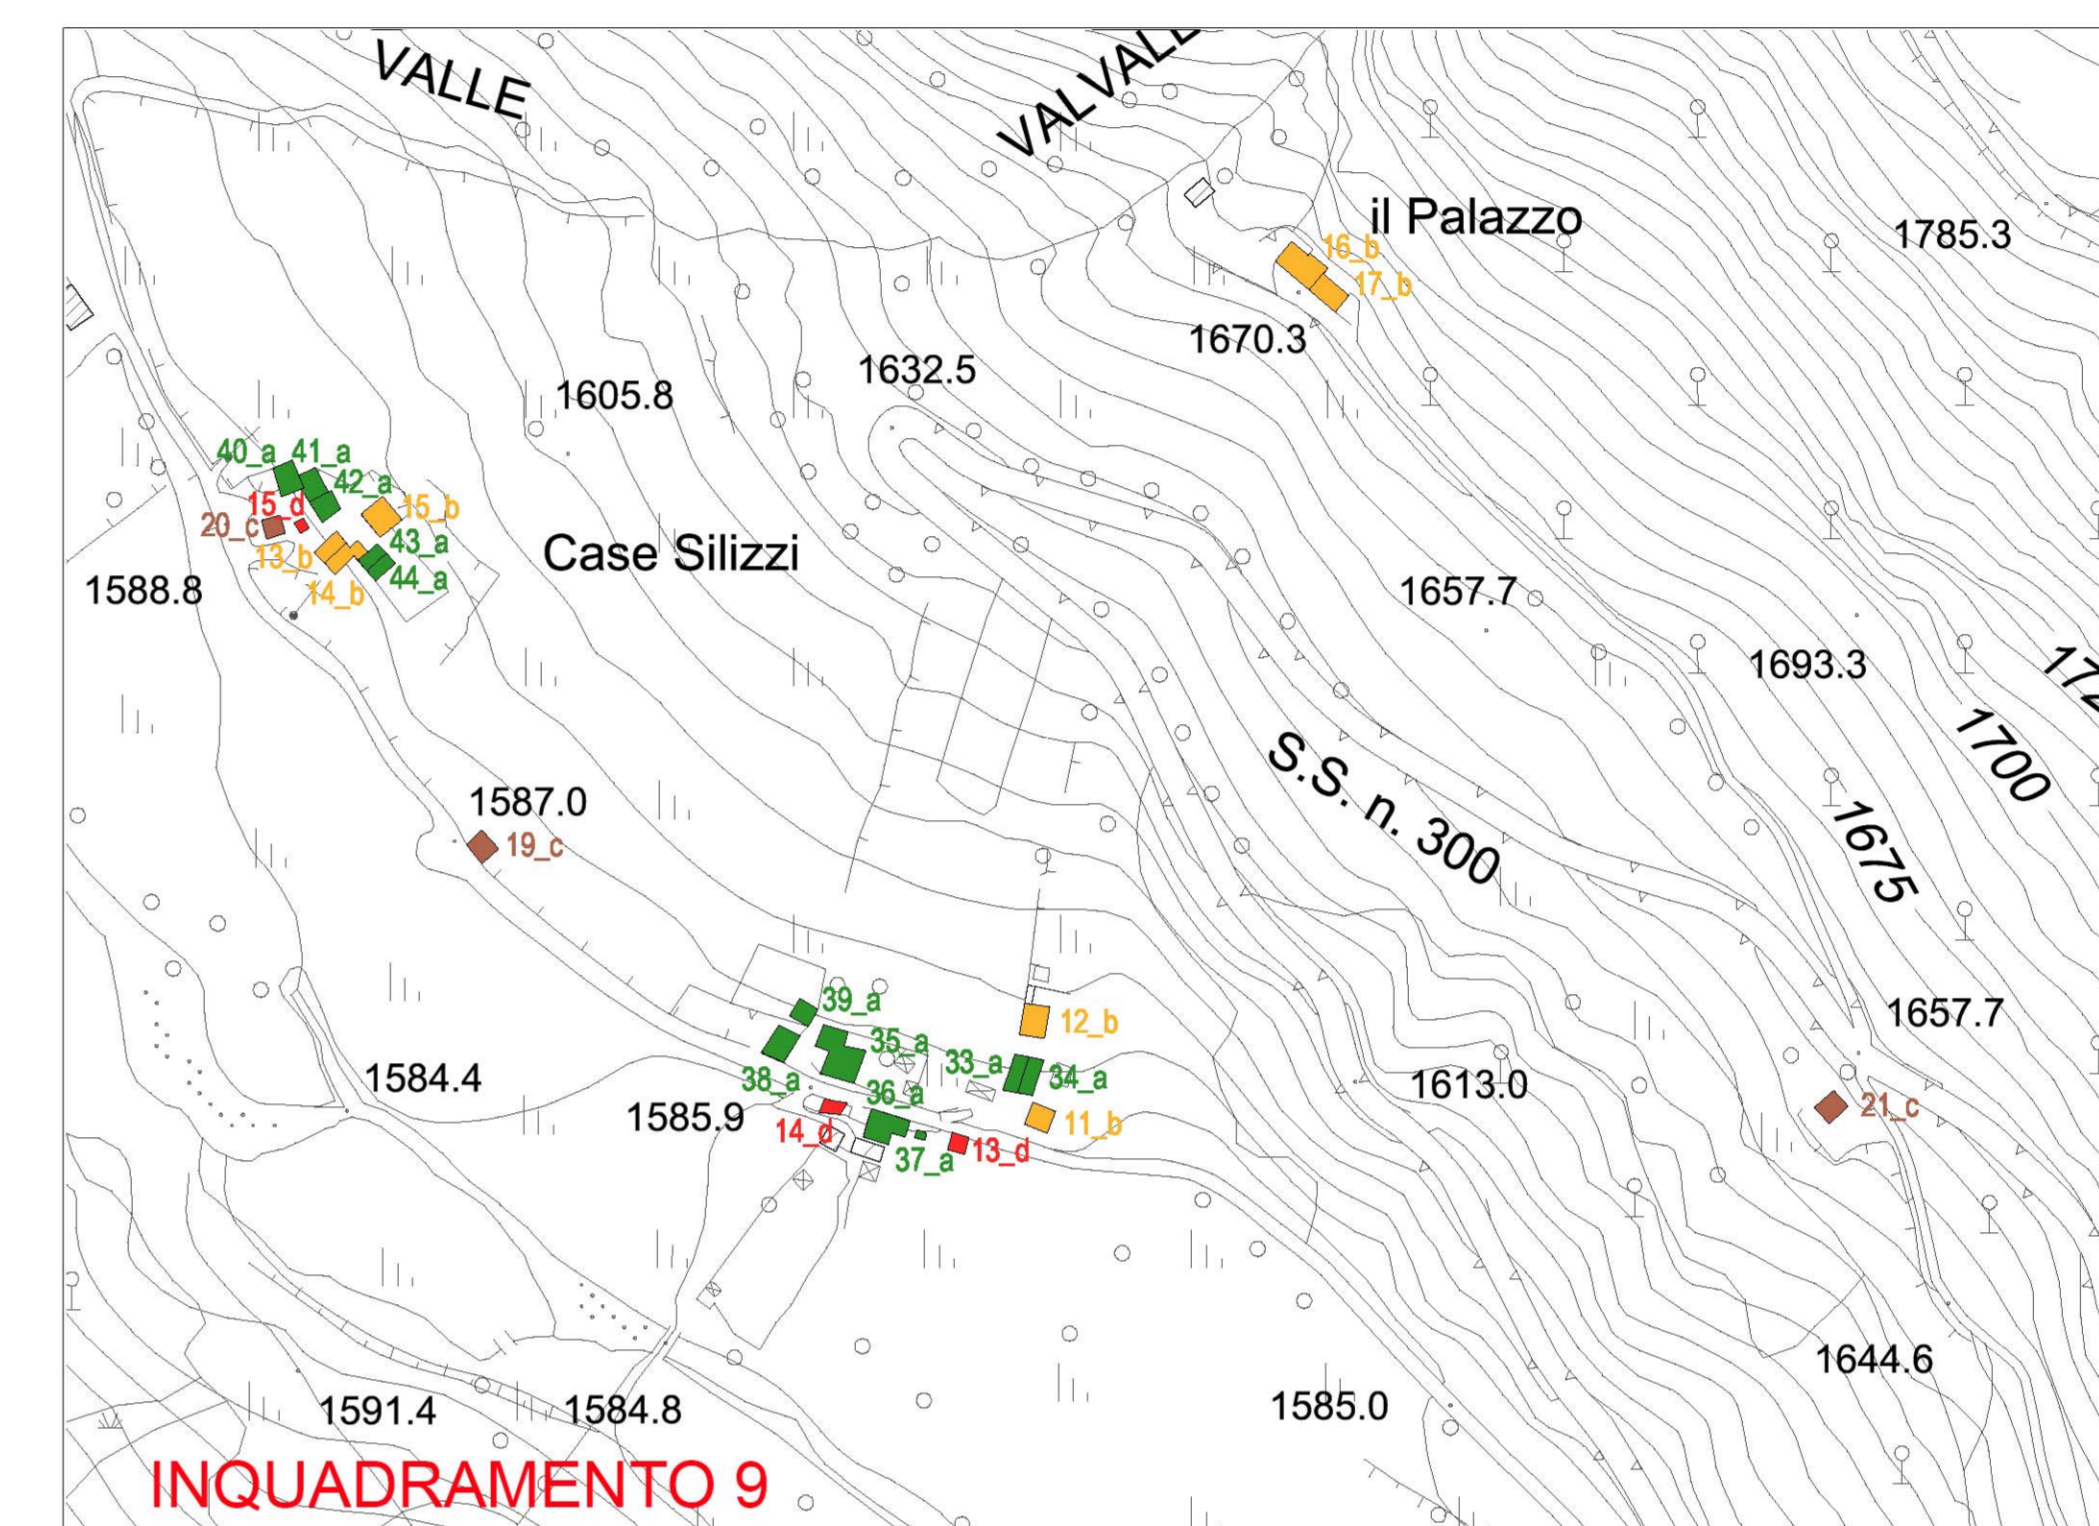 VALLE
VALVALL
il Palazzo
16_b
1785.3
17_b
1670.3
1632.5
1605.8
40_a 41_a
42_a
15_d
15_b
20_c
43_a
13_b
44_a
14_b
Case Silizzi
1588.8
1657.7
1693.3
172
1700
S.S. n. 300
1675
1587.0
19_c
39_a
12_b
1657.7
35_a
33_a
34_a
38_a
1584.4
36_a
1613.0
21_c
1585.9
14_d
11_b
37_a
13_d
1644.6
1591.4
1584.8
1585.0
INQUADRAMENTO 9